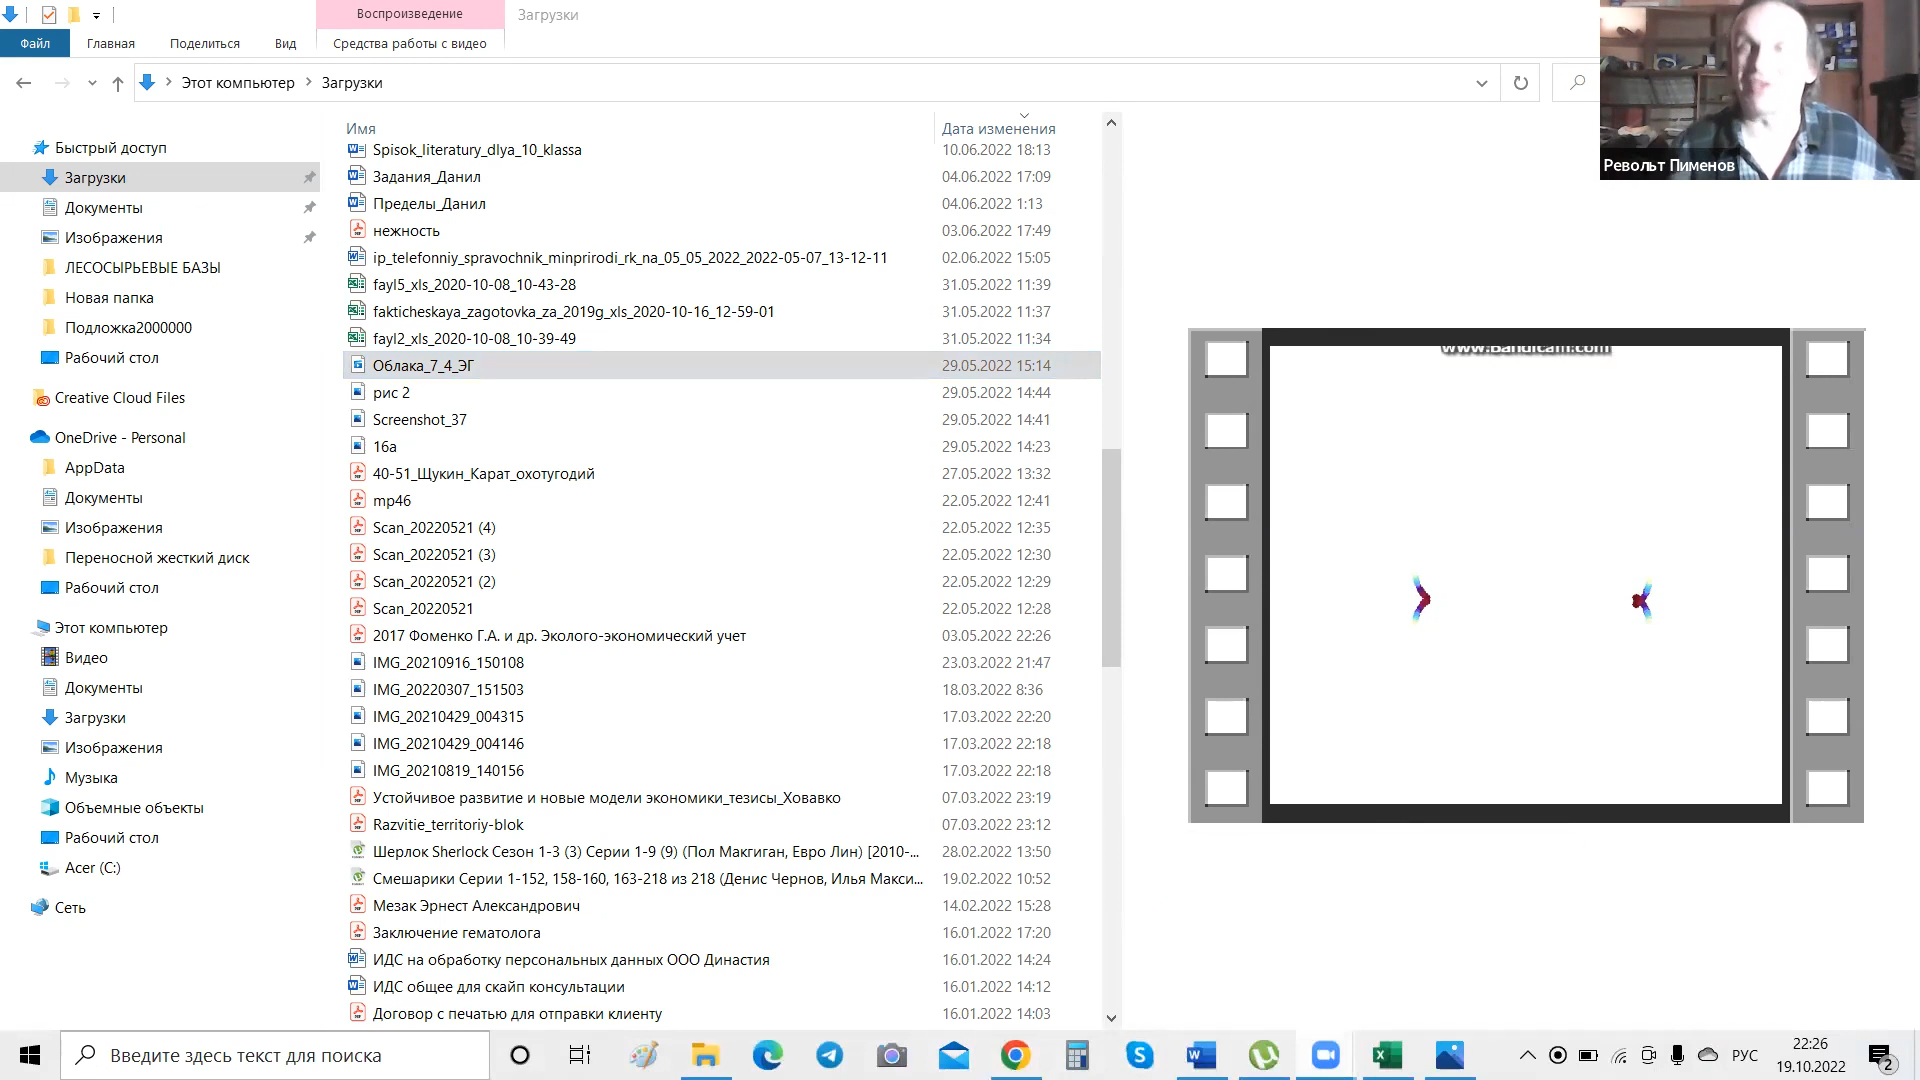 Воспроизведение
Загрузки
Файл
Главная
Поделиться
Вид
Средства работы с видео
Этот компьютер
Загрузки
Револьт Пименов
Имя
Дата изменения
Быстрый доступ
Загрузки
Документы
Изображения
ЛЕСОСЫРЬЕВЫЕ БАЗЫ
Новая папка
Подложка2000000
Рабочий стол
Creative Cloud Files
OneDrive - Personal
AppData
Документы
Изображения
Переносной жесткий диск
Рабочий стол
Этот компьютер
Видео
Документы
Загрузки
Изображения
Музыка
Объемные объекты
Рабочий стол
Acer (C:)
Сеть
Spisok_literatury_dlya_10_klassa 10.06.2022 18:13
Задания_Данил 04.06.2022 17:09
Пределы_Данил 04.06.2022 1:13
нежность 03.06.2022 17:49
ip_telefonniy_spravochnik_minprirodi_rk_na_05_05_2022_2022-05-07_13-12-11 02.06.2022 15:05
fayl5_xls_2020-10-08_10-43-28 31.05.2022 11:39
fakticheskaya_zagotovka_za_2019g_xls_2020-10-16_12-59-01 31.05.2022 11:37
fayl2_xls_2020-10-08_10-39-49 31.05.2022 11:34
Облака_7_4_ЭГ 29.05.2022 15:14
рис 2 29.05.2022 14:44
Screenshot_37 29.05.2022 14:41
16а 29.05.2022 14:23
40-51_Щукин_Карат_охотугодий 27.05.2022 13:32
mp46 22.05.2022 12:41
Scan_20220521 (4) 22.05.2022 12:35
Scan_20220521 (3) 22.05.2022 12:30
Scan_20220521 (2) 22.05.2022 12:29
Scan_20220521 22.05.2022 12:28
2017 Фоменко Г.А. и др. Эколого-экономический учет 03.05.2022 22:26
IMG_20210916_150108 23.03.2022 21:47
IMG_20220307_151503 18.03.2022 8:36
IMG_20210429_004315 17.03.2022 22:20
IMG_20210429_004146 17.03.2022 22:18
IMG_20210819_140156 17.03.2022 22:18
Устойчивое развитие и новые модели экономики_тезисы_Ховавко 07.03.2022 23:19
Razvitie_territoriy-blok 07.03.2022 23:12
Шерлок Sherlock Сезон 1-3 (3) Серии 1-9 (9) (Пол Макгиган, Евро Лин) [2010-... 28.02.2022 13:50
Смешарики Серии 1-152, 158-160, 163-218 из 218 (Денис Чернов, Илья Макси... 19.02.2022 10:52
Мезак Эрнест Александрович 14.02.2022 15:28
Заключение гематолога 16.01.2022 17:20
ИДС на обработку персональных данных ООО Династия 16.01.2022 14:24
ИДС общее для скайп консультации 16.01.2022 14:12
Договор с печатью для отправки клиенту 16.01.2022 14:03
www.Bandicam.com
Введите здесь текст для поиска
РУС
22:26
19.10.2022
2